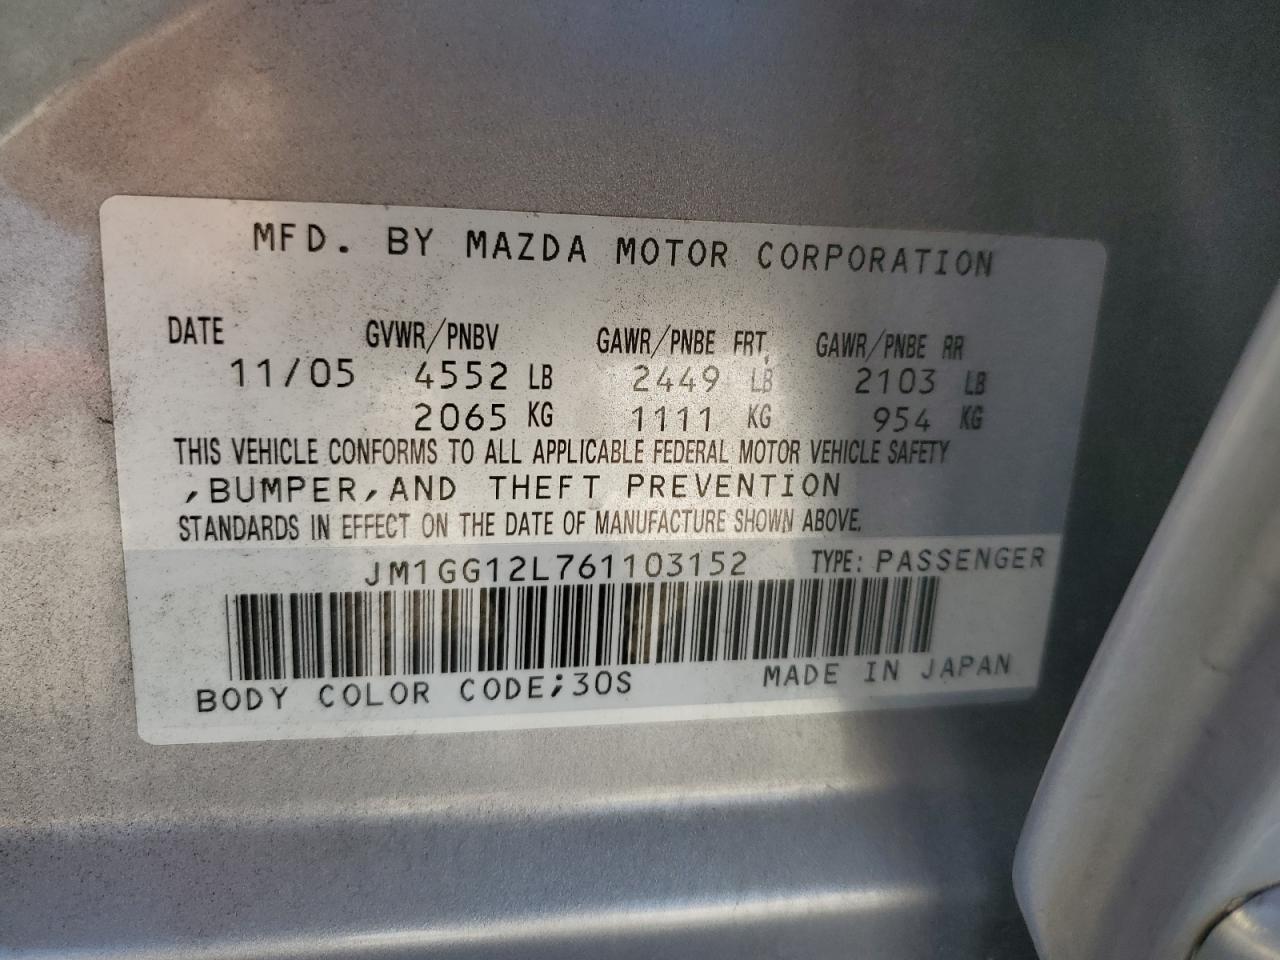 MFD. BY MAZDA MOTOR CORPORATION
DATE GVWR/PNBV GAWR/PNBE FRT, GAWR/PNBE RR
11/05 4552 LB 2449 LB 2103 LB
2065 KG 1111 KG 954 KG
THIS VEHICLE CONFORMS TO ALL APPLICABLE FEDERAL MOTOR VEHICLE SAFETY
,BUMPER,AND THEFT PREVENTION
STANDARDS IN EFFECT ON THE DATE OF MANUFACTURE SHOWN ABOVE.
JM1GG12L761103152 TYPE: PASSENGER
BODY COLOR CODE;30S MADE IN JAPAN